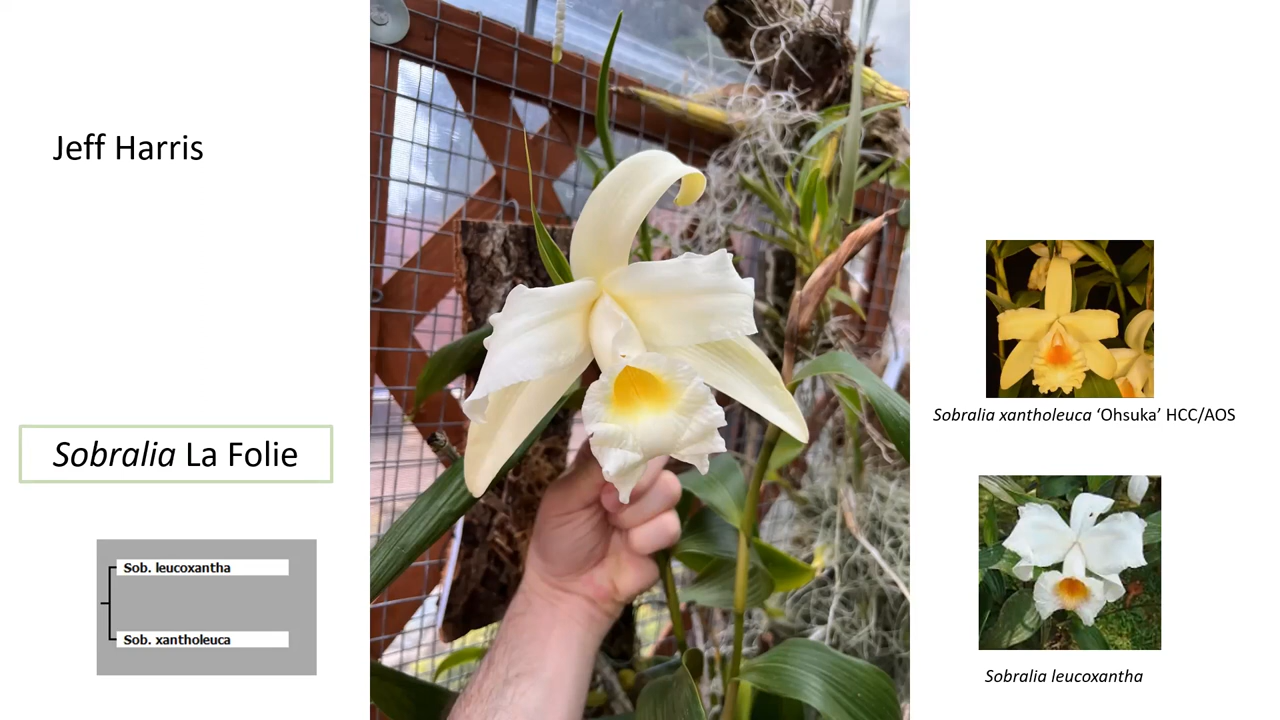 Jeff Harris
Sobralia La Folie
Sob. leucoxantha
Sob. xantholeuca
Sobralia xantholeuca ‘Ohsuka’ HCC/AOS
Sobralia leucoxantha